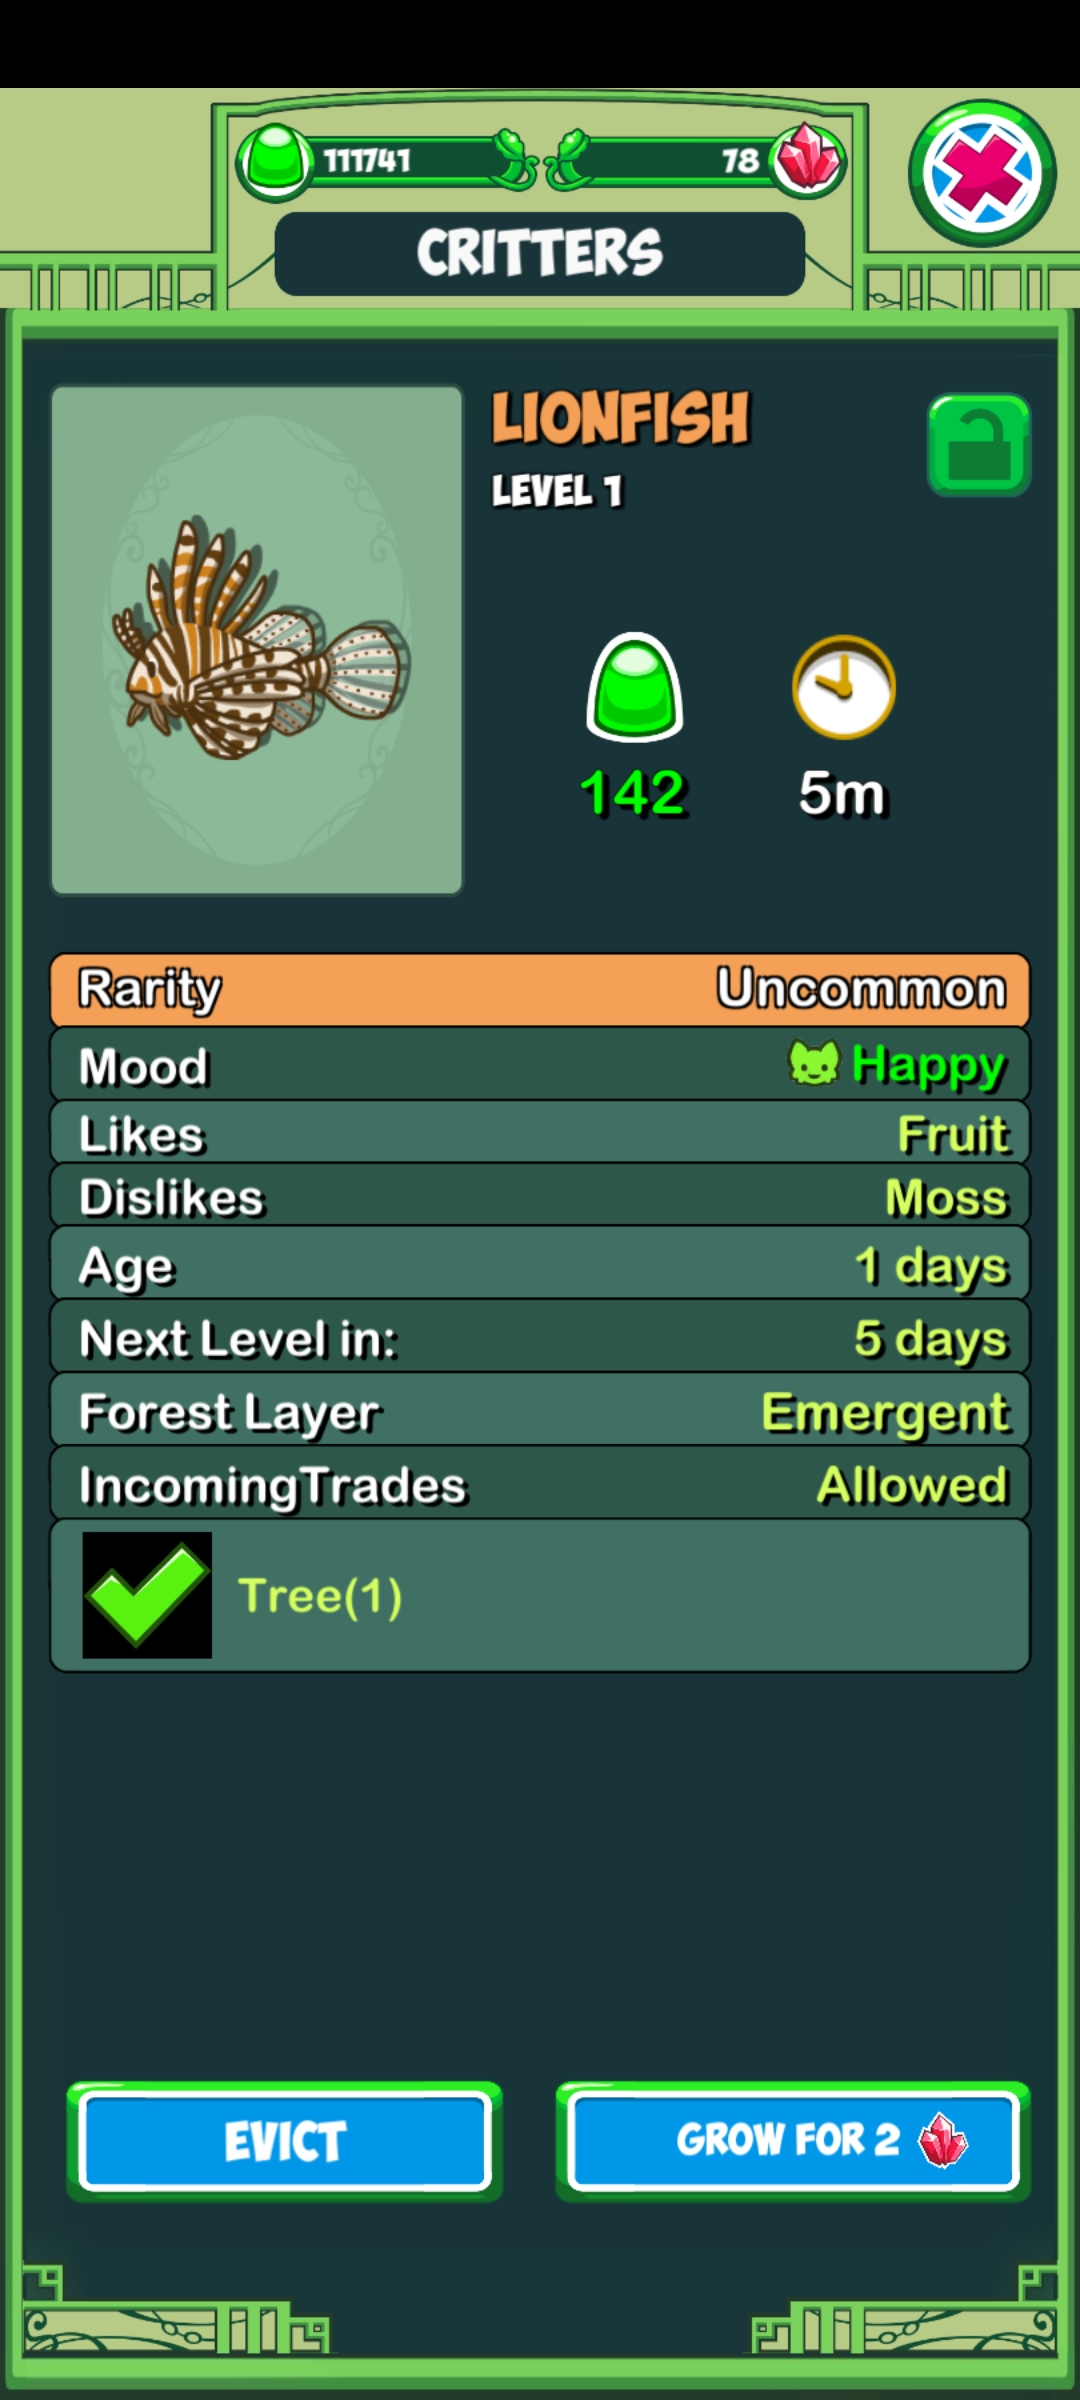 111741
78
CRITTERS
LIONFISH
LEVEL 1
142
5m
Rarity Uncommon
Mood Happy
Likes Fruit
Dislikes Moss
Age 1 days
Next Level in: 5 days
Forest Layer Emergent
IncomingTrades Allowed
Tree(1)
EVICT
GROW FOR 2